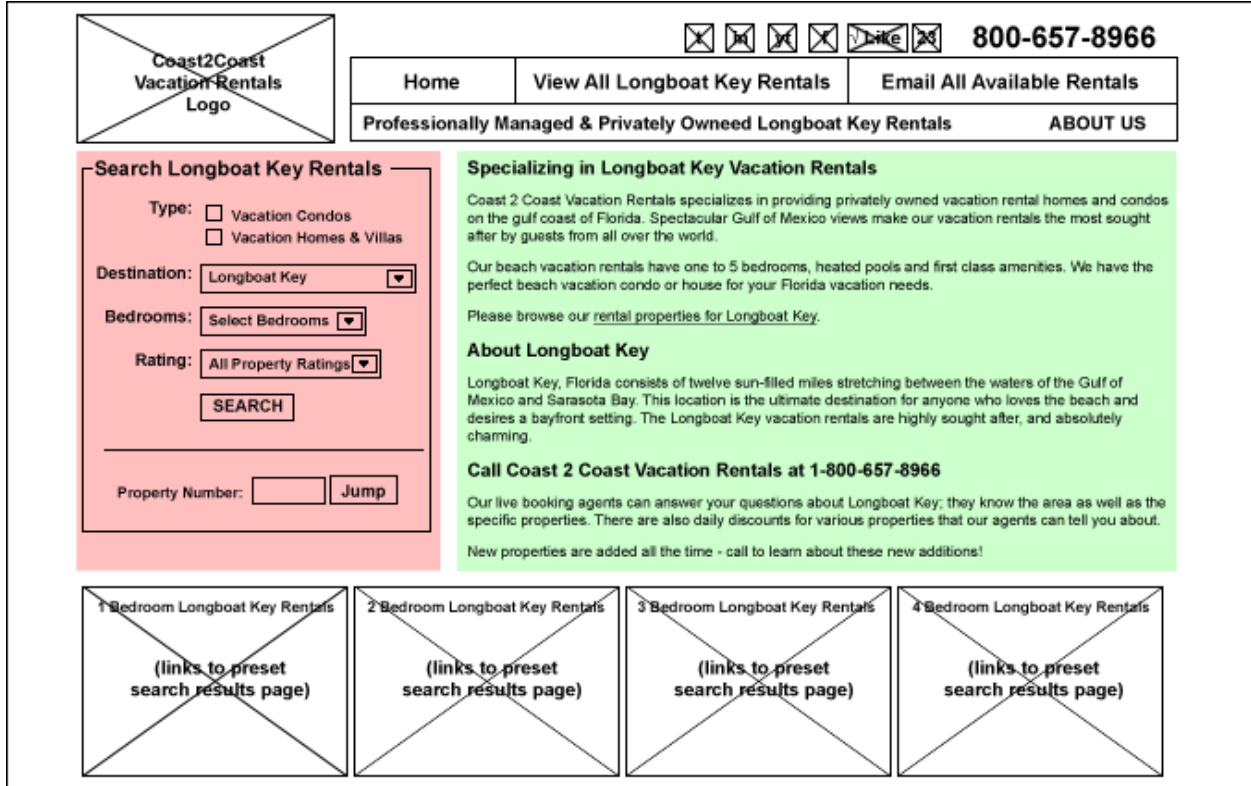 Coast2Coast
Vacation Rentals
Logo
t in yt f √ Like 23 800-657-8966
Home View All Longboat Key Rentals Email All Available Rentals
Professionally Managed & Privately Owneed Longboat Key Rentals ABOUT US
Search Longboat Key Rentals
Type: Vacation Condos
Vacation Homes & Villas
Destination: Longboat Key
Bedrooms: Select Bedrooms
Rating: All Property Ratings
SEARCH
Property Number: Jump
Specializing in Longboat Key Vacation Rentals
Coast 2 Coast Vacation Rentals specializes in providing privately owned vacation rental homes and condos
on the gulf coast of Florida. Spectacular Gulf of Mexico views make our vacation rentals the most sought
after by guests from all over the world.
Our beach vacation rentals have one to 5 bedrooms, heated pools and first class amenities. We have the
perfect beach vacation condo or house for your Florida vacation needs.
Please browse our rental properties for Longboat Key.
About Longboat Key
Longboat Key, Florida consists of twelve sun-filled miles stretching between the waters of the Gulf of
Mexico and Sarasota Bay. This location is the ultimate destination for anyone who loves the beach and
desires a bayfront setting. The Longboat Key vacation rentals are highly sought after, and absolutely
charming.
Call Coast 2 Coast Vacation Rentals at 1-800-657-8966
Our live booking agents can answer your questions about Longboat Key; they know the area as well as the
specific properties. There are also daily discounts for various properties that our agents can tell you about.
New properties are added all the time - call to learn about these new additions!
1 Bedroom Longboat Key Rentals
(links to preset
search results page)
2 Bedroom Longboat Key Rentals
(links to preset
search results page)
3 Bedroom Longboat Key Rentals
(links to preset
search results page)
4 Bedroom Longboat Key Rentals
(links to preset
search results page)